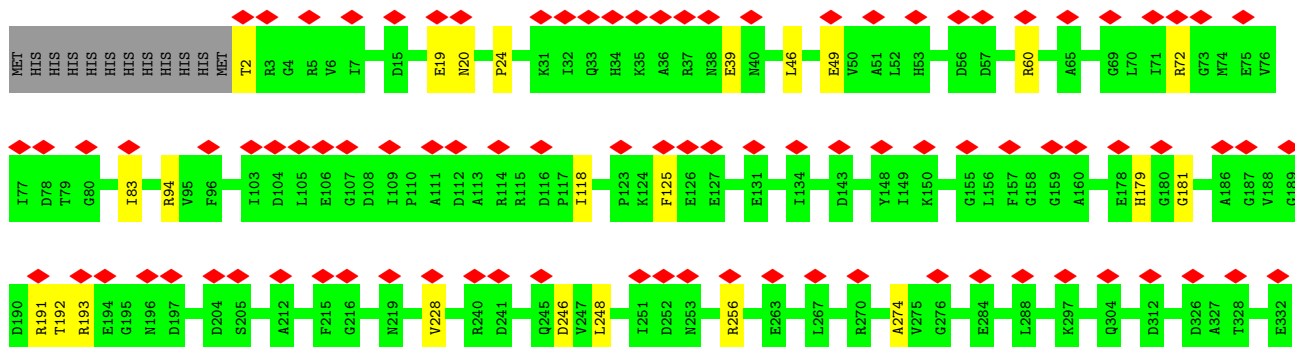 MET HIS HIS HIS HIS HIS HIS HIS HIS MET T2 R3 G4 R5 V6 I7 D15 E19 N20 P24 K31 I32 Q33 H34 K35 A36 R37 N38 E39 N40 L46 E49 V50 A51 L52 H53 D56 D57 R60 A65 G69 L70 I71 R72 G73 M74 E75 V76
I77 D78 T79 G80 I83 R94 V95 F96 I103 D104 L105 E106 G107 D108 I109 P110 A111 D112 A113 R114 R115 D116 P117 I118 P123 K124 F125 E126 E127 E131 I134 D143 Y148 I149 K150 G155 L156 F157 G158 G159 A160 E178 H179 G180 G181 A186 G187 V188 G189
D190 R191 T192 R193 E194 G195 N196 D197 D204 S205 A212 F215 G216 N219 V228 R240 D241 Q245 D246 V247 L248 I251 D252 N253 R256 E263 L267 R270 A274 V275 G276 E284 L288 K297 Q304 D312 D326 A327 T328 E332